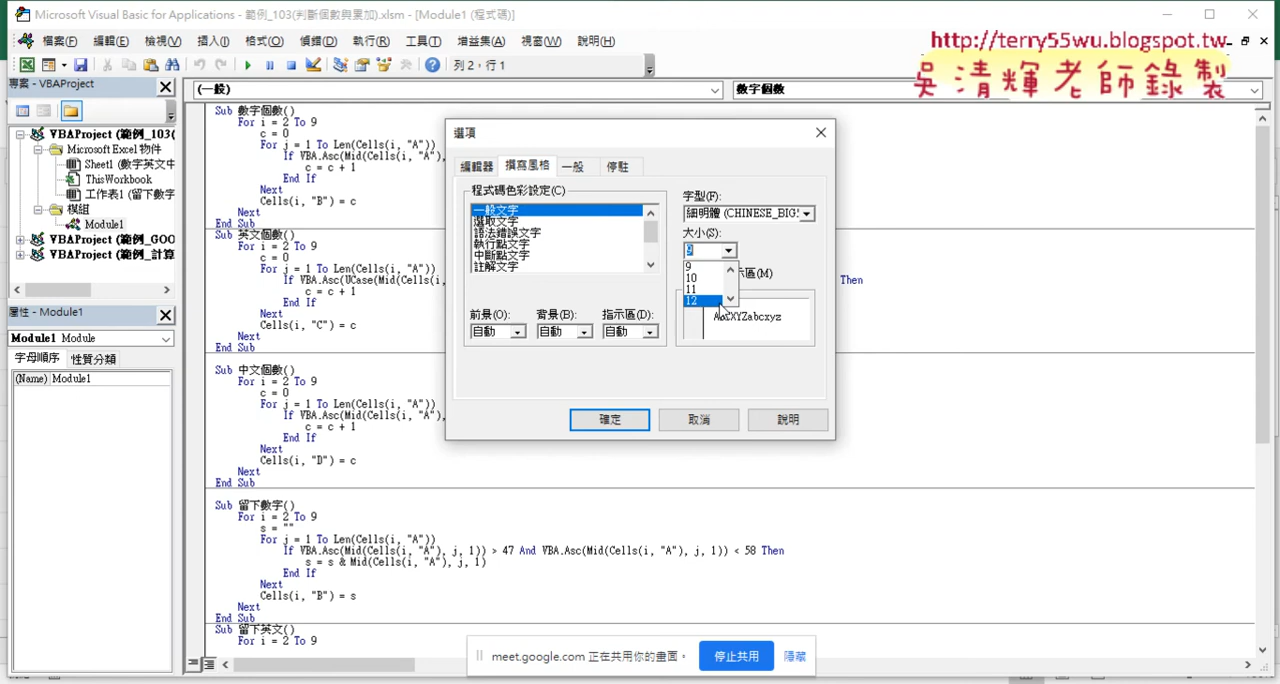 Microsoft Visual Basic for Applications - 範例_103(判斷個數與累加).xlsm - [Module1 (程式碼)]
檔案(F) 編輯(E) 檢視(V) 插入(I) 格式(O) 偵錯(D) 執行(R) 工具(T) 增益集(A) 視窗(W) 說明(H)
http://terry55wu.blogspot.tw
吳清輝老師錄製
列 2，行 1
專案 - VBAProject
VBAProject (範例_103(
Microsoft Excel 物件
Sheet1 (數字英文中
ThisWorkbook
工作表1 (留下數字
模組
Module1
VBAProject (範例_GOO
VBAProject (範例_計算
屬性 - Module1
Module1 Module
字母順序 性質分類
(Name) Module1
(一般)
數字個數
Sub 數字個數()
For i = 2 To 9
c = 0
For j = 1 To Len(Cells(i, "A"))
If VBA.Asc(Mid(Cells(i, "A"),
c = c + 1
End If
Next
Cells(i, "B") = c
Next
End Sub
Sub 英文個數()
For i = 2 To 9
c = 0
For j = 1 To Len(Cells(i, "A"))
If VBA.Asc(UCase(Mid(Cells(i, Then
c = c + 1
End If
Next
Cells(i, "C") = c
Next
End Sub
Sub 中文個數()
For i = 2 To 9
c = 0
For j = 1 To Len(Cells(i, "A"))
If VBA.Asc(Mid(Cells(i, "A"),
c = c + 1
End If
Next
Cells(i, "D") = c
Next
End Sub
Sub 留下數字()
For i = 2 To 9
s = ""
For j = 1 To Len(Cells(i, "A"))
If VBA.Asc(Mid(Cells(i, "A"), j, 1)) > 47 And VBA.Asc(Mid(Cells(i, "A"), j, 1)) < 58 Then
s = s & Mid(Cells(i, "A"), j, 1)
End If
Next
Cells(i, "B") = s
Next
End Sub
Sub 留下英文()
For i = 2 To 9
選項
編輯器 撰寫風格 一般 停駐
程式碼色彩設定(C)
一般文字
選取文字
語法錯誤文字
執行點文字
中斷點文字
註解文字
前景(O): 背景(B): 指示區(D):
自動 自動 自動
字型(F):
細明體 (CHINESE_BIG
大小(S):
9
9
10
11
12
示區(M)
AbCXYZabcxyz
確定 取消 說明
meet.google.com 正在共用你的畫面。 停止共用 隱藏